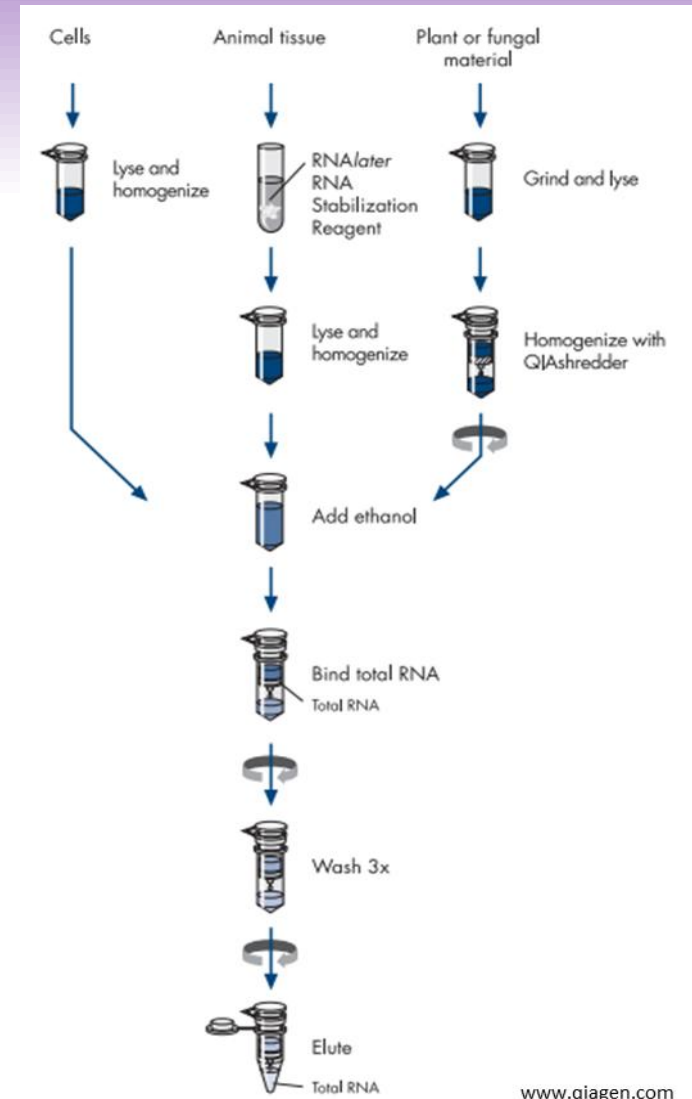 Cells
Animal tissue
Plant or fungal
material
Lyse and
homogenize
RNAlater
RNA
Stabilization
Reagent
Grind and lyse
Lyse and
homogenize
Homogenize with
QIAshredder
Add ethanol
Bind total RNA
Total RNA
Wash 3x
Elute
Total RNA
www.qiagen.com